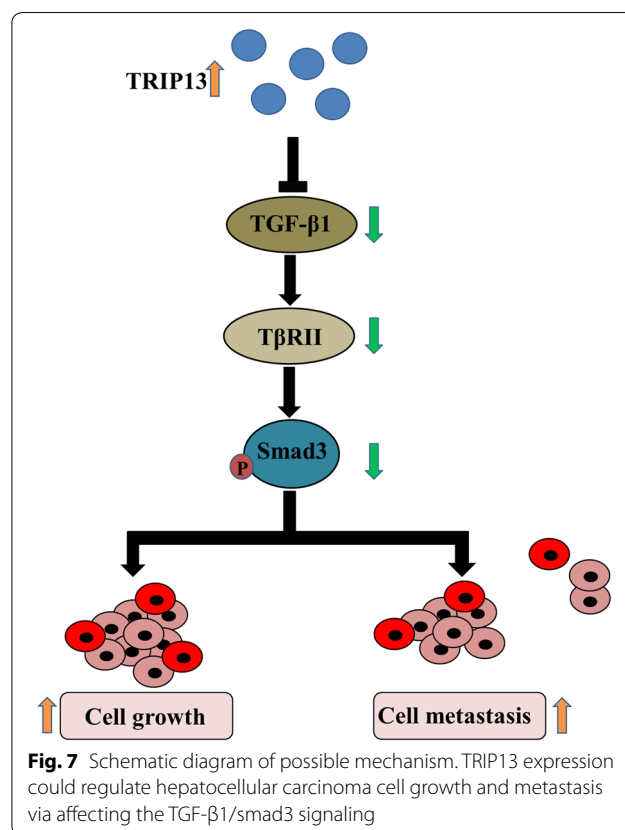 TRIP13
TGF-β1
TβRII
Smad3
P
Cell growth
Cell metastasis
Fig. 7 Schematic diagram of possible mechanism. TRIP13 expression
could regulate hepatocellular carcinoma cell growth and metastasis
via affecting the TGF-β1/smad3 signaling